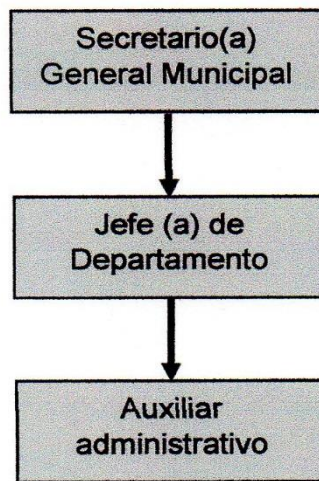 Secretario(a)
General Municipal
Jefe (a) de
Departamento
Auxiliar
administrativo